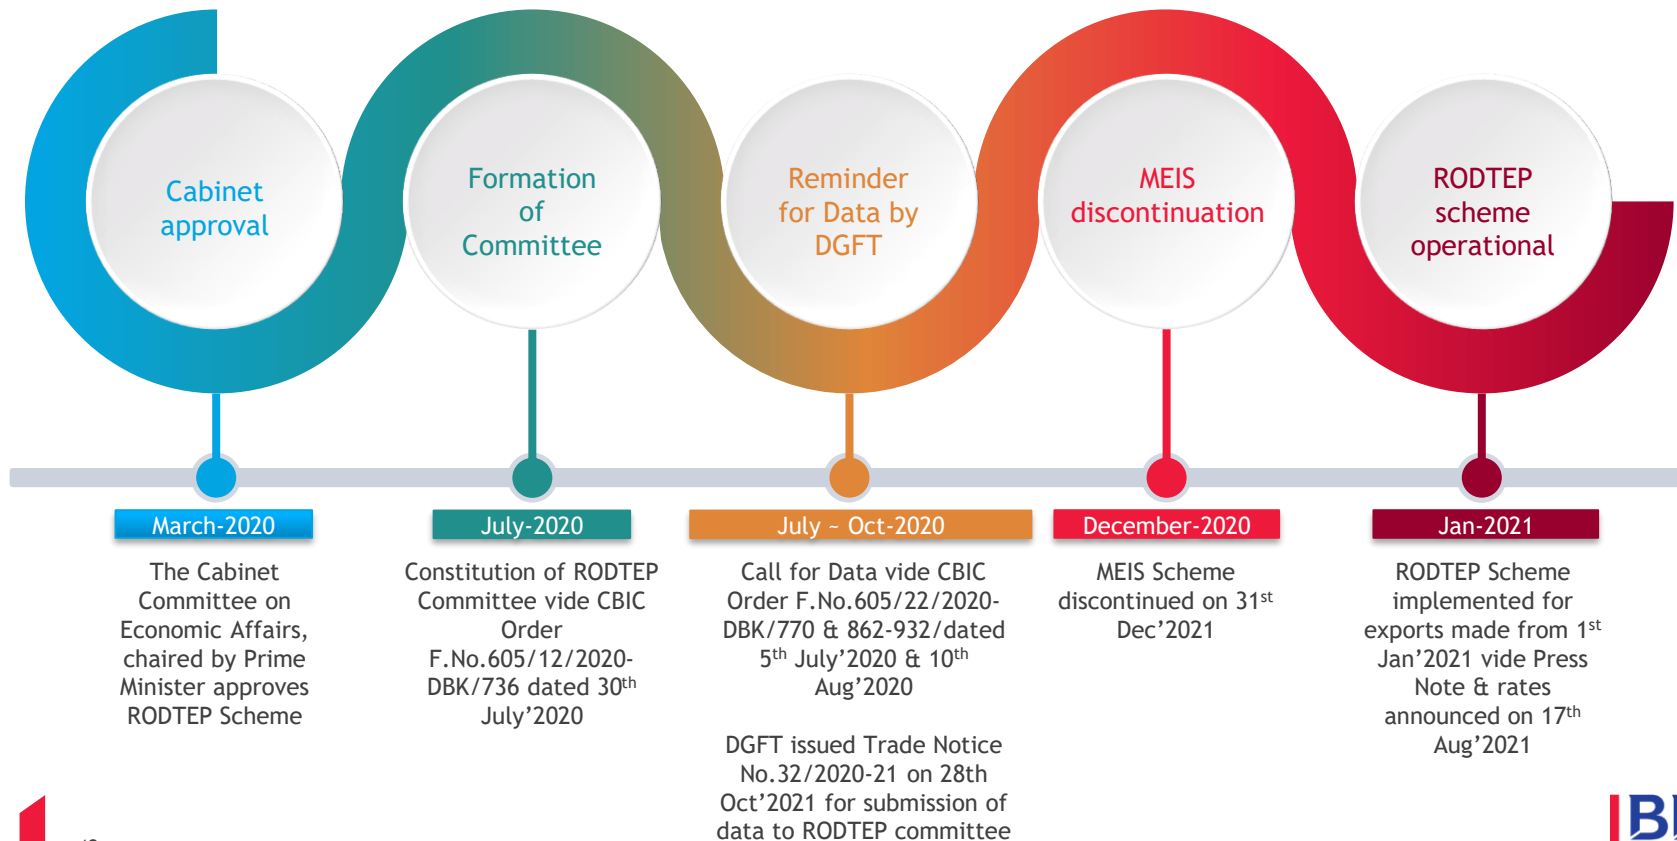 Cabinet
approval
Formation
of
Committee
Reminder
for Data by
DGFT
MEIS
discontinuation
RODTEP
scheme
operational
March-2020
July-2020
July ~ Oct-2020
December-2020
Jan-2021
The Cabinet
Committee on
Economic Affairs,
chaired by Prime
Minister approves
RODTEP Scheme
Constitution of RODTEP
Committee vide CBIC
Order
F.No.605/12/2020-
DBK/736 dated 30th
July’2020
Call for Data vide CBIC
Order F.No.605/22/2020-
DBK/770 & 862-932/dated
5th July’2020 & 10th
Aug’2020
DGFT issued Trade Notice
No.32/2020-21 on 28th
Oct’2021 for submission of
data to RODTEP committee
MEIS Scheme
discontinued on 31st
Dec’2021
RODTEP Scheme
implemented for
exports made from 1st
Jan’2021 vide Press
Note & rates
announced on 17th
Aug’2021